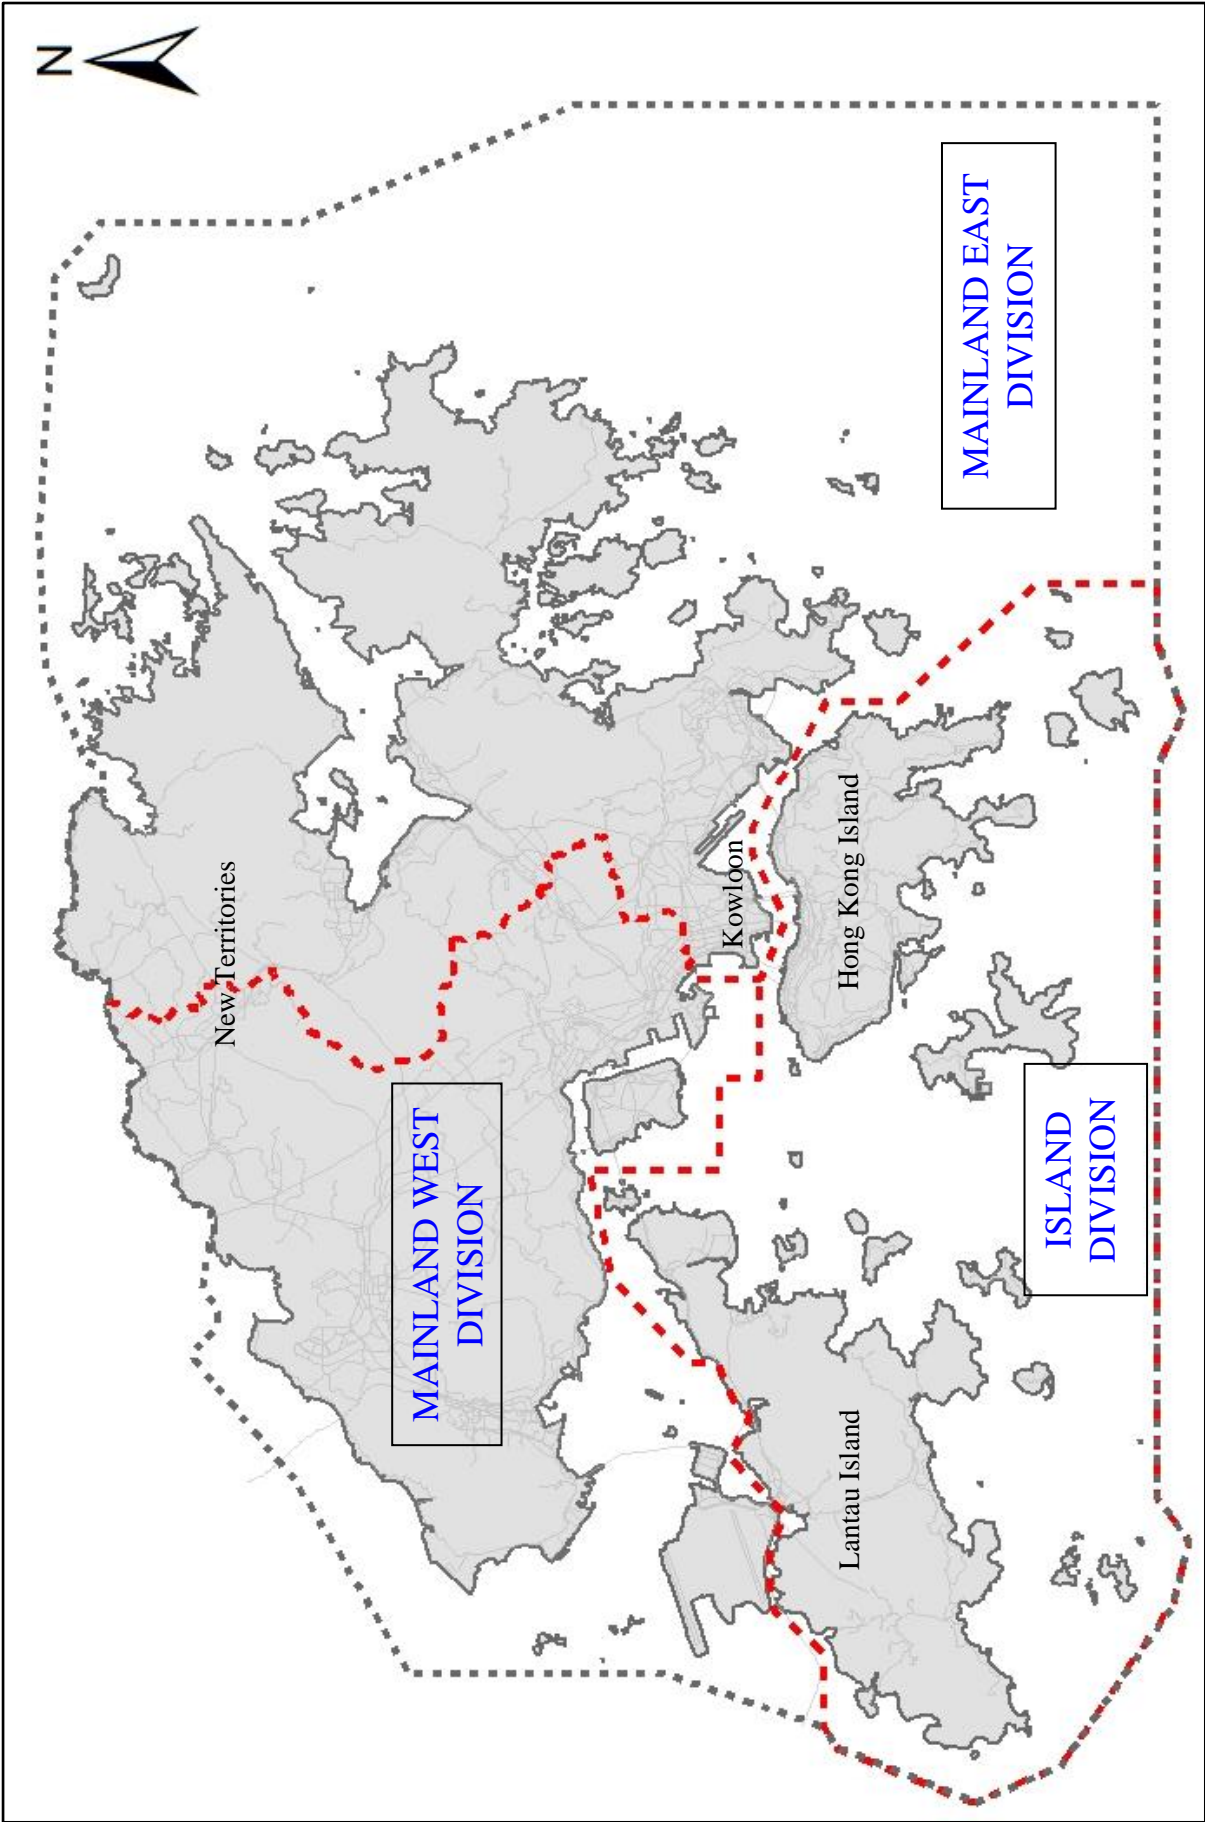 N
MAINLAND EAST
DIVISION
New Territories
Kowloon
Hong Kong Island
MAINLAND WEST
DIVISION
ISLAND
DIVISION
Lantau Island